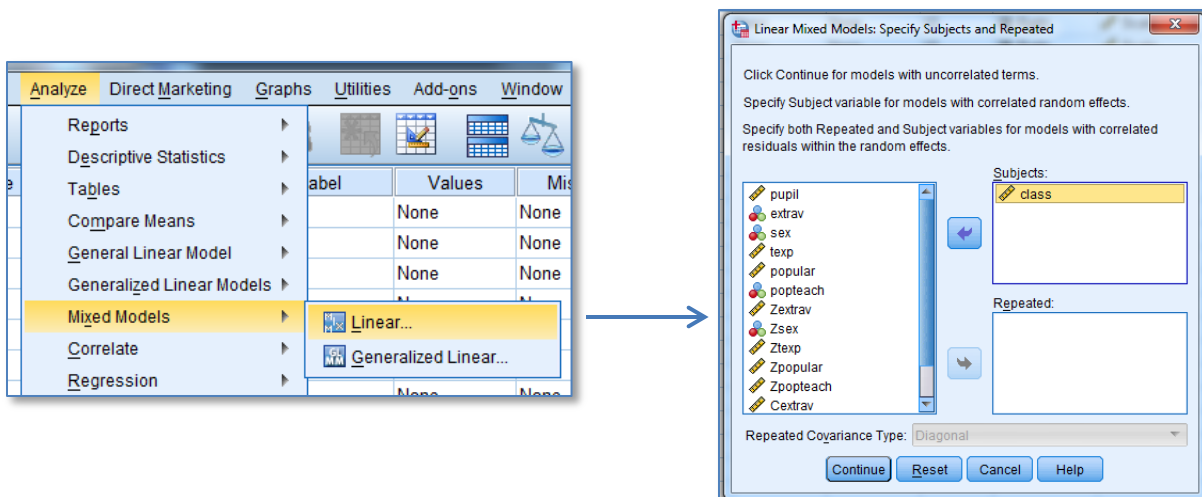 Analyze Direct Marketing Graphs Utilities Add-ons Window
Reports
Descriptive Statistics
abel Values Mis
Tables
None None
Compare Means
None None
General Linear Model
None None
Generalized Linear Models
Mixed Models
Linear...
Correlate
Generalized Linear...
Regression
None None
Linear Mixed Models: Specify Subjects and Repeated
Click Continue for models with uncorrelated terms.
Specify Subject variable for models with correlated random effects.
Specify both Repeated and Subject variables for models with correlated
residuals within the random effects.
Subjects:
pupil
class
extrav
sex
texp
popular
popteach
Repeated:
Zextrav
Zsex
Ztexp
Zpopular
Zpopteach
Cextrav
Repeated Covariance Type: Diagonal
Continue Reset Cancel Help